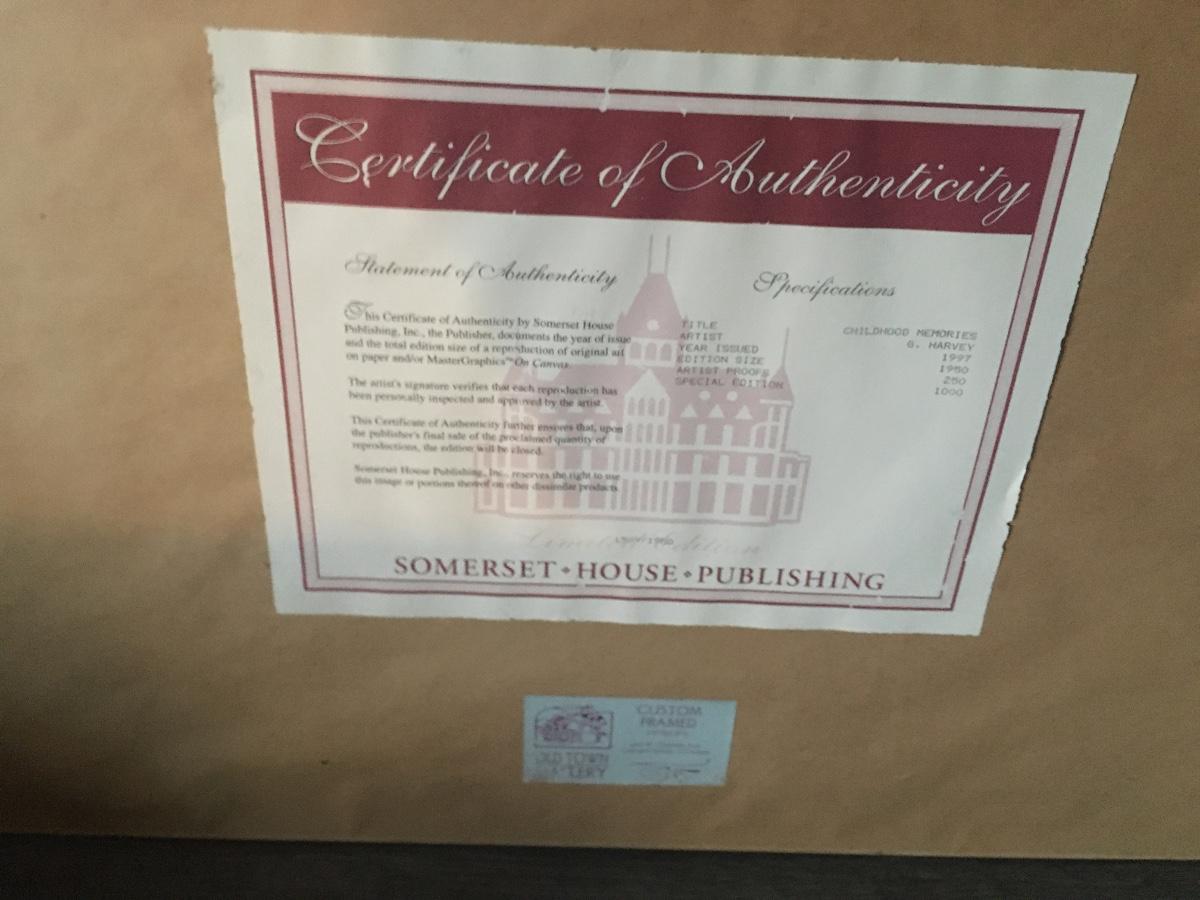 Certificate of Authenticity
Statement of Authenticity
This Certificate of Authenticity by Somerset House
Publishing, Inc., the Publisher, documents the year of issue
and the total edition size of a reproduction of original art
on paper and/or MasterGraphics™ On Canvas.
The artist's signature verifies that each reproduction has
been personally inspected and approved by the artist.
This Certificate of Authenticity further ensures that, upon
the publisher's final sale of the proclaimed quantity of
reproductions, the edition will be closed.
Somerset House Publishing, Inc., reserves the right to use
this image or portions thereof on other dissimilar products.
Specifications
TITLE CHILDHOOD MEMORIES
ARTIST G. HARVEY
YEAR ISSUED 1997
EDITION SIZE 1950
ARTIST PROOFS 250
SPECIAL EDITION 1000
Limited Edition
SOMERSET • HOUSE • PUBLISHING
OLD TOWN
GALLERY
CUSTOM
FRAMED